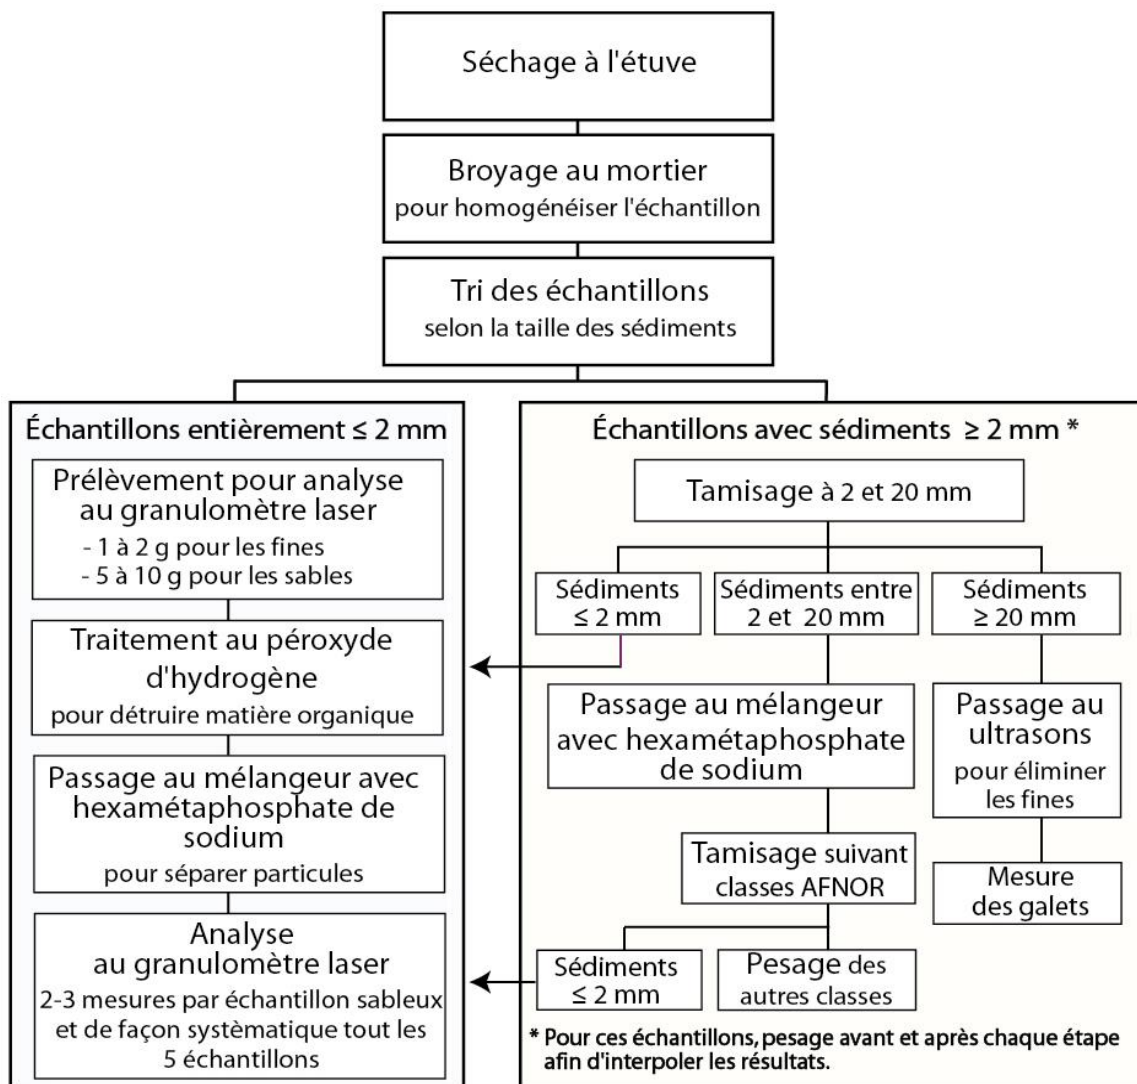 Séchage à l'étuve
Broyage au mortier
pour homogénéiser l'échantillon
Tri des échantillons
selon la taille des sédiments
Échantillons entièrement ≤ 2 mm
Prélèvement pour analyse
au granulomètre laser
- 1 à 2 g pour les fines
- 5 à 10 g pour les sables
Traitement au péroxyde
d'hydrogène
pour détruire matière organique
Passage au mélangeur avec
hexamétaphosphate de
sodium
pour séparer particules
Analyse
au granulomètre laser
2-3 mesures par échantillon sableux
et de façon systèmatique tout les
5 échantillons
Échantillons avec sédiments ≥ 2 mm *
Tamisage à 2 et 20 mm
Sédiments
≤ 2 mm
Sédiments entre
2 et 20 mm
Sédiments
≥ 20 mm
Passage au mélangeur
avec hexamétaphosphate
de sodium
Passage au
ultrasons
pour éliminer
les fines
Tamisage suivant
classes AFNOR
Mesure
des galets
Sédiments
≤ 2 mm
Pesage des
autres classes
* Pour ces échantillons, pesage avant et après chaque étape
afin d'interpoler les résultats.